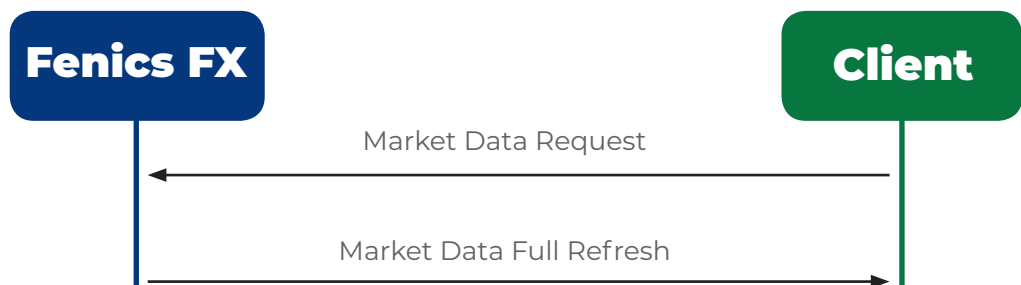 Fenics FX
Client
Market Data Request
Market Data Full Refresh